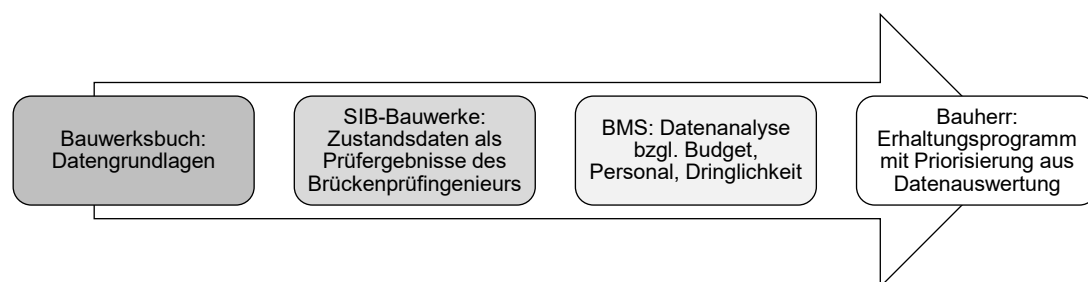 Bauwerksbuch:
Datengrundlagen
SIB-Bauwerke:
Zustandsdaten als
Prüfergebnisse des
Brückenprüfingenieurs
BMS: Datenanalyse
bzgl. Budget,
Personal, Dringlichkeit
Bauherr:
Erhaltungsprogramm
mit Priorisierung aus
Datenauswertung